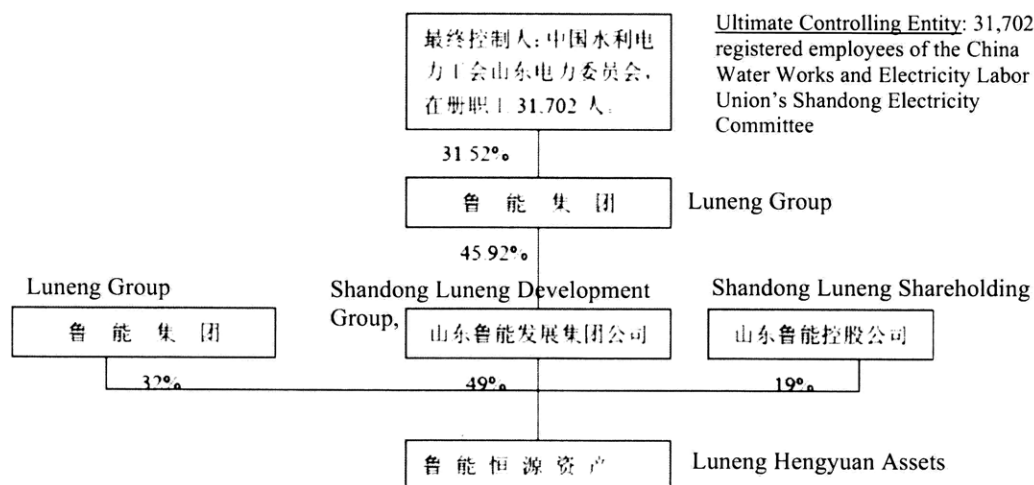 最终控制人：中国水利电
力工会山东电力委员会，
在册职工 31.702 人。
Ultimate Controlling Entity: 31,702
registered employees of the China
Water Works and Electricity Labor
Union's Shandong Electricity
Committee
31.52%
鲁能集团
Luneng Group
45.92%
Luneng Group
Shandong Luneng Development
Group,
Shandong Luneng Shareholding
鲁能集团
山东鲁能发展集团公司
山东鲁能控股公司
32%
49%
19%
鲁能恒源资产
Luneng Hengyuan Assets